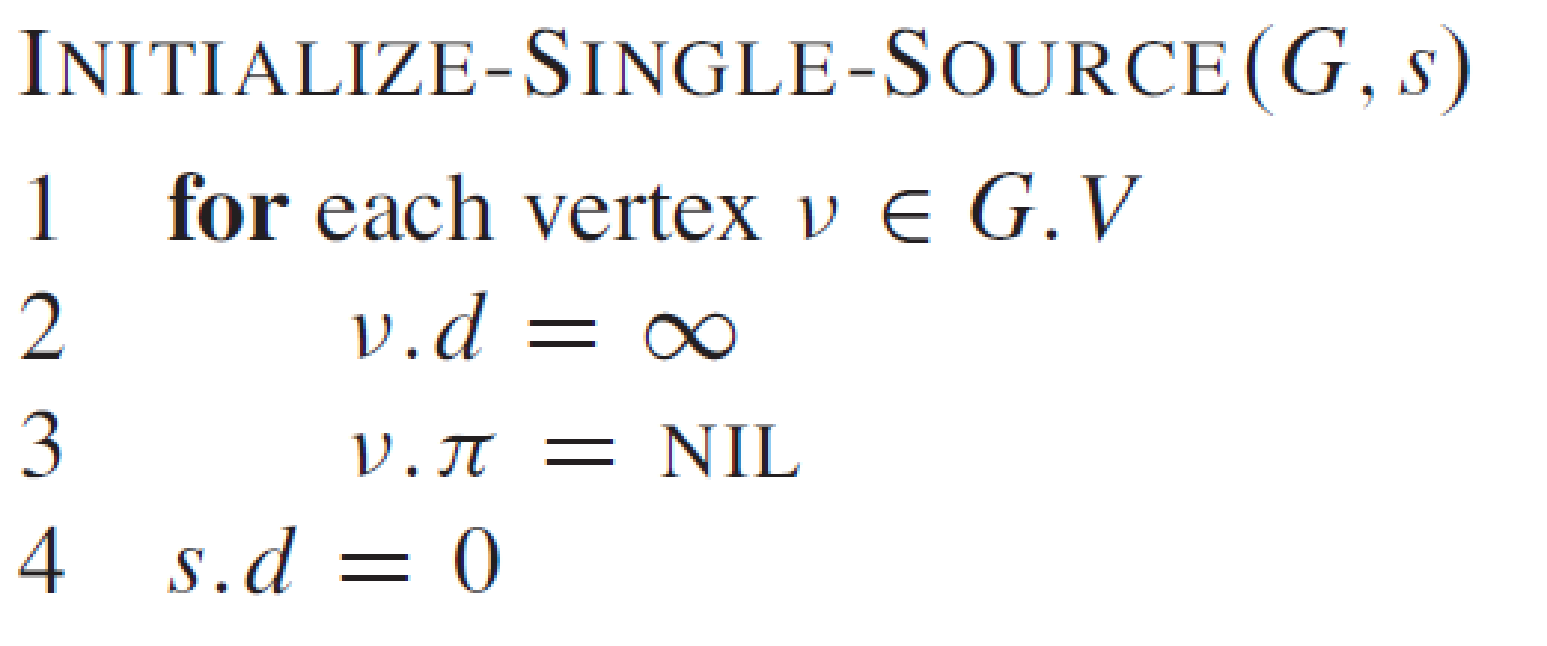 INITIALIZE-SINGLE-SOURCE(G, s)
1 for each vertex v ∈ G.V
2 v.d = ∞
3 v.π = NIL
4 s.d = 0